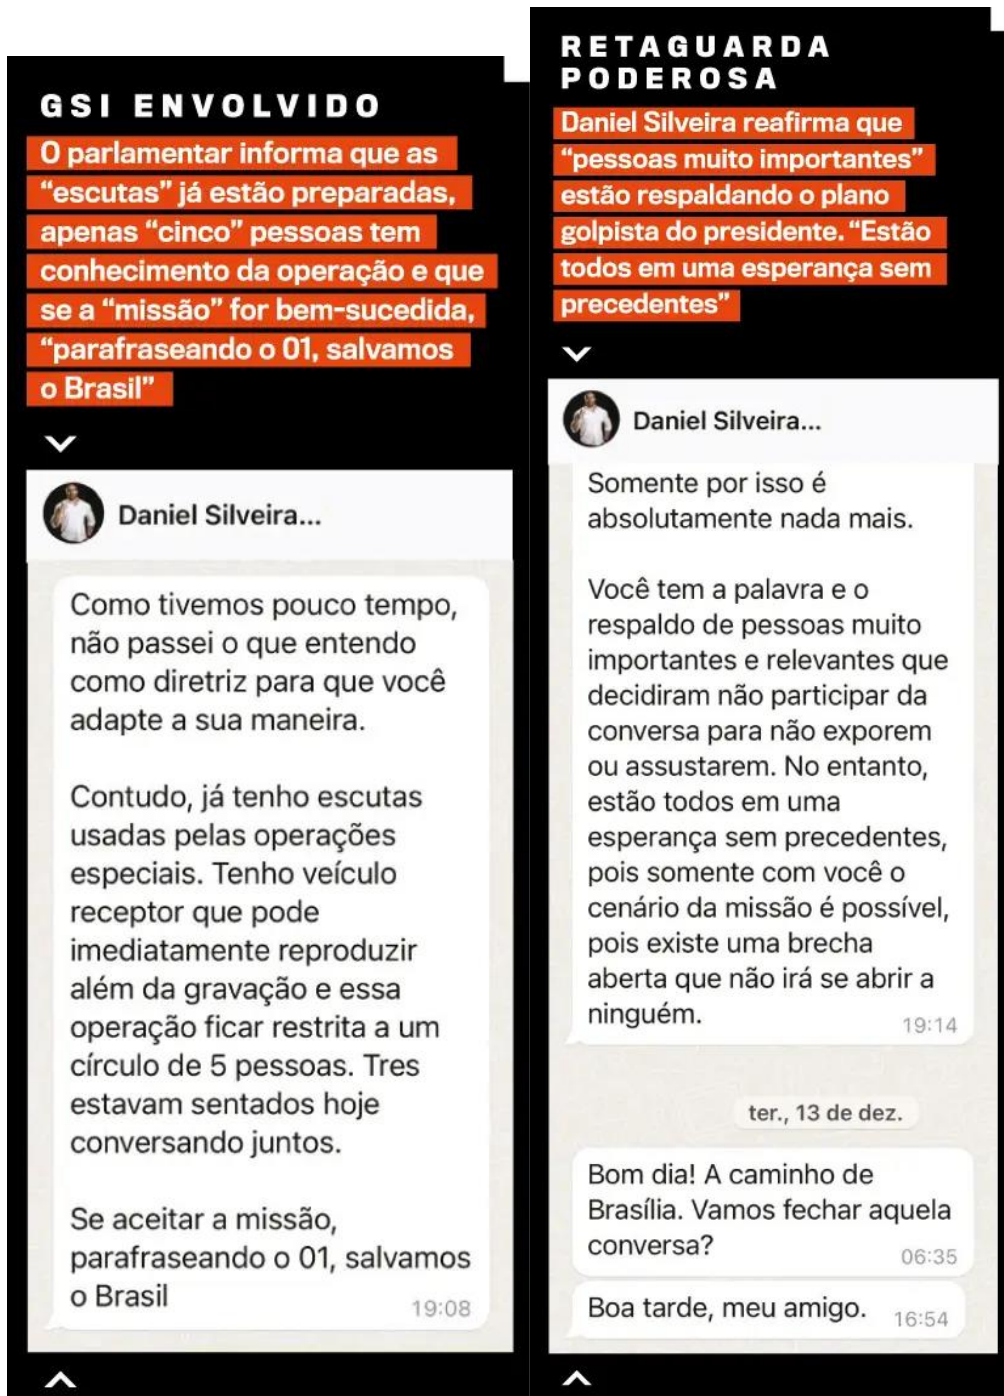 GSI ENVOLVIDO
O parlamentar informa que as
“escutas” já estão preparadas,
apenas “cinco” pessoas tem
conhecimento da operação e que
se a “missão” for bem-sucedida,
“parafraseando o 01, salvamos
o Brasil”
Daniel Silveira...
Como tivemos pouco tempo,
não passei o que entendo
como diretriz para que você
adapte a sua maneira.
Contudo, já tenho escutas
usadas pelas operações
especiais. Tenho veículo
receptor que pode
imediatamente reproduzir
além da gravação e essa
operação ficar restrita a um
círculo de 5 pessoas. Tres
estavam sentados hoje
conversando juntos.
Se aceitar a missão,
parafraseando o 01, salvamos
o Brasil
19:08
RETAGUARDA
PODEROSA
Daniel Silveira reafirma que
“pessoas muito importantes”
estão respaldando o plano
golpista do presidente. “Estão
todos em uma esperança sem
precedentes”
Daniel Silveira...
Somente por isso é
absolutamente nada mais.
Você tem a palavra e o
respaldo de pessoas muito
importantes e relevantes que
decidiram não participar da
conversa para não exporem
ou assustarem. No entanto,
estão todos em uma
esperança sem precedentes,
pois somente com você o
cenário da missão é possível,
pois existe uma brecha
aberta que não irá se abrir a
ninguém.
19:14
ter., 13 de dez.
Bom dia! A caminho de
Brasília. Vamos fechar aquela
conversa?
06:35
Boa tarde, meu amigo.
16:54